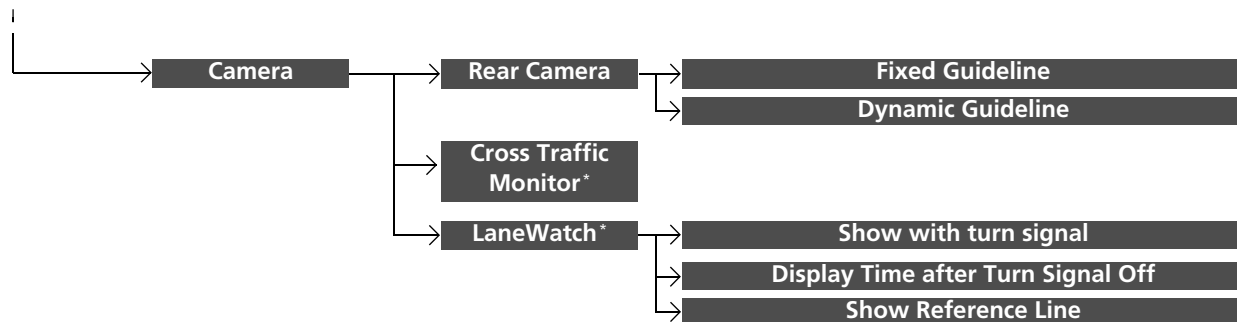 Camera
Rear Camera
Fixed Guideline
Dynamic Guideline
Cross Traffic
Monitor*
LaneWatch*
Show with turn signal
Display Time after Turn Signal Off
Show Reference Line